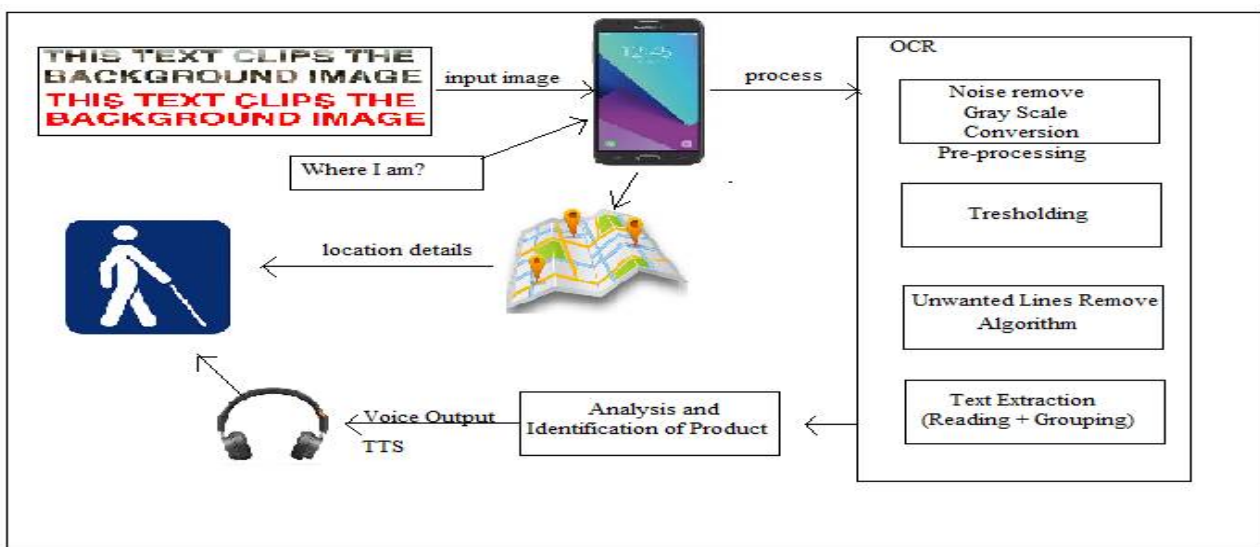 THIS TEXT CLIPS THE
BACKGROUND IMAGE
THIS TEXT CLIPS THE
BACKGROUND IMAGE
input image
12:45
process
OCR
Noise remove
Gray Scale
Conversion
Pre-processing
Where I am?
Tresholding
location details
Unwanted Lines Remove
Algorithm
Text Extraction
(Reading + Grouping)
Analysis and
Identification of Product
Voice Output
TTS